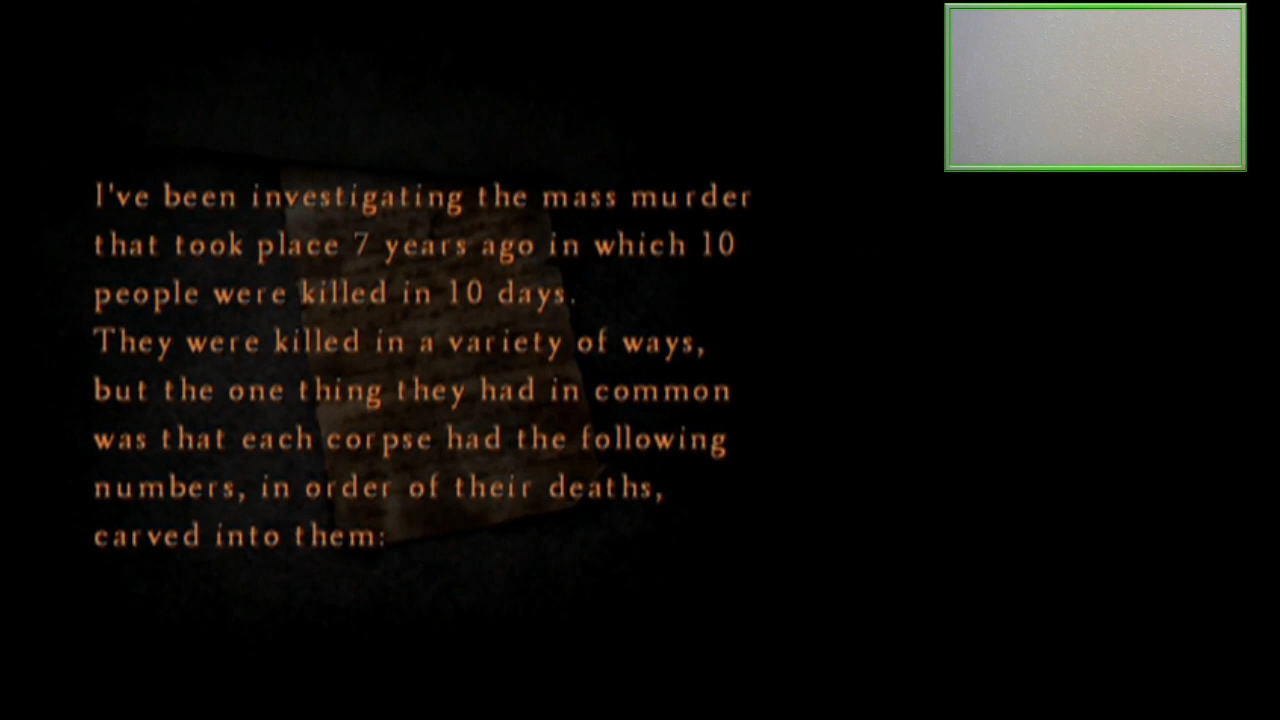 I've been investigating the mass murder
that took place 7 years ago in which 10
people were killed in 10 days.
They were killed in a variety of ways,
but the one thing they had in common
was that each corpse had the following
numbers, in order of their deaths,
carved into them: